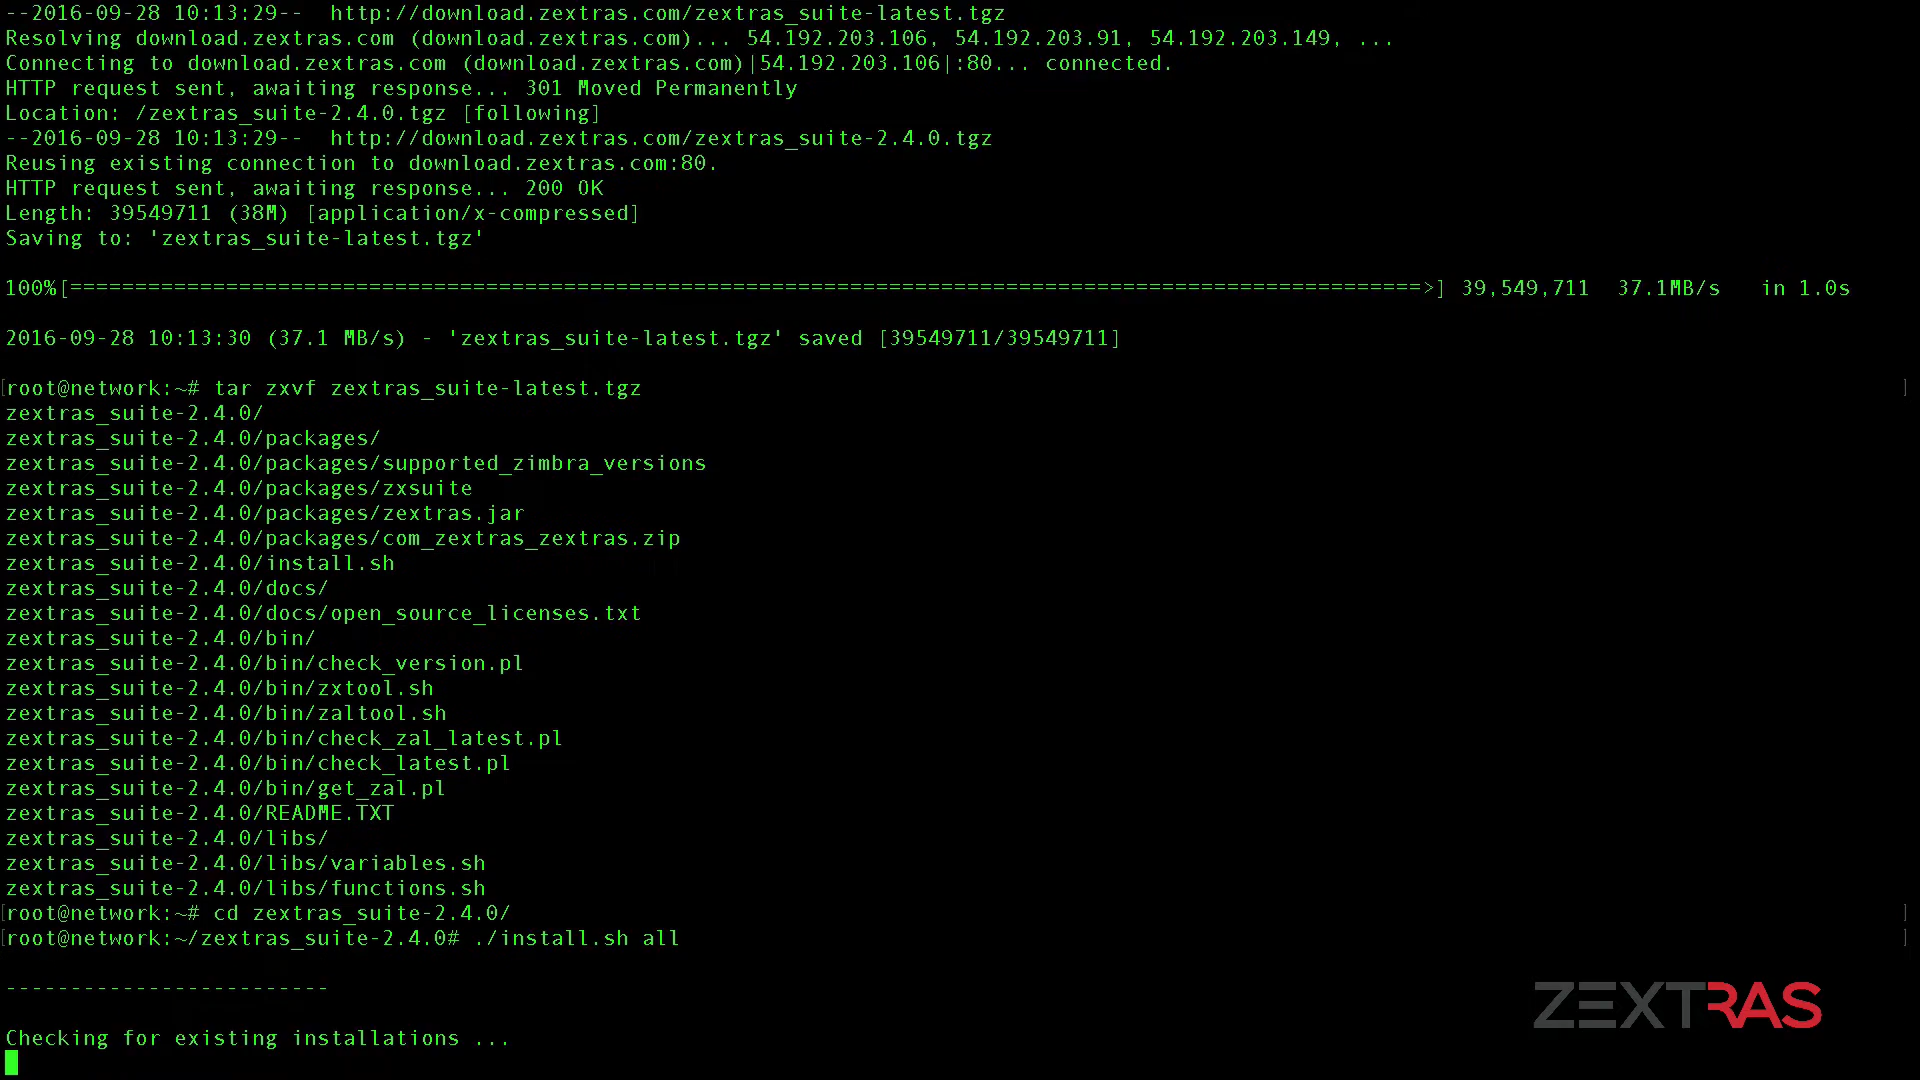 --2016-09-28 10:13:29--  http://download.zextras.com/zextras_suite-latest.tgz
Resolving download.zextras.com (download.zextras.com)... 54.192.203.106, 54.192.203.91, 54.192.203.149, ...
Connecting to download.zextras.com (download.zextras.com)|54.192.203.106|:80... connected.
HTTP request sent, awaiting response... 301 Moved Permanently
Location: /zextras_suite-2.4.0.tgz [following]
--2016-09-28 10:13:29--  http://download.zextras.com/zextras_suite-2.4.0.tgz
Reusing existing connection to download.zextras.com:80.
HTTP request sent, awaiting response... 200 OK
Length: 39549711 (38M) [application/x-compressed]
Saving to: 'zextras_suite-latest.tgz'
100%[========================================================================================================>] 39,549,711  37.1MB/s   in 1.0s
2016-09-28 10:13:30 (37.1 MB/s) - 'zextras_suite-latest.tgz' saved [39549711/39549711]
[root@network:~# tar zxvf zextras_suite-latest.tgz ]
zextras_suite-2.4.0/
zextras_suite-2.4.0/packages/
zextras_suite-2.4.0/packages/supported_zimbra_versions
zextras_suite-2.4.0/packages/zxsuite
zextras_suite-2.4.0/packages/zextras.jar
zextras_suite-2.4.0/packages/com_zextras_zextras.zip
zextras_suite-2.4.0/install.sh
zextras_suite-2.4.0/docs/
zextras_suite-2.4.0/docs/open_source_licenses.txt
zextras_suite-2.4.0/bin/
zextras_suite-2.4.0/bin/check_version.pl
zextras_suite-2.4.0/bin/zxtool.sh
zextras_suite-2.4.0/bin/zaltool.sh
zextras_suite-2.4.0/bin/check_zal_latest.pl
zextras_suite-2.4.0/bin/check_latest.pl
zextras_suite-2.4.0/bin/get_zal.pl
zextras_suite-2.4.0/README.TXT
zextras_suite-2.4.0/libs/
zextras_suite-2.4.0/libs/variables.sh
zextras_suite-2.4.0/libs/functions.sh
[root@network:~# cd zextras_suite-2.4.0/ ]
[root@network:~/zextras_suite-2.4.0# ./install.sh all ]
-------------------------
Checking for existing installations ...
ZEXTRAS